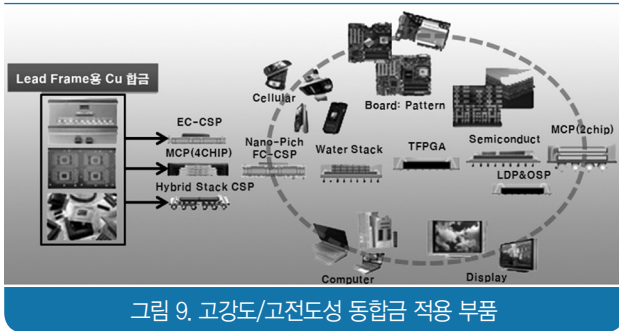 Lead Frame용 Cu 합금
Cellular
Board: Pattern
EC-CSP
MCP(4CHIP)
Hybrid Stack CSP
Nano-Pich
FC-CSP
Water Stack
TFPGA
Semiconduct
LDP&OSP
MCP(2chip)
Computer
Display
그림 9. 고강도/고전도성 동합금 적용 부품